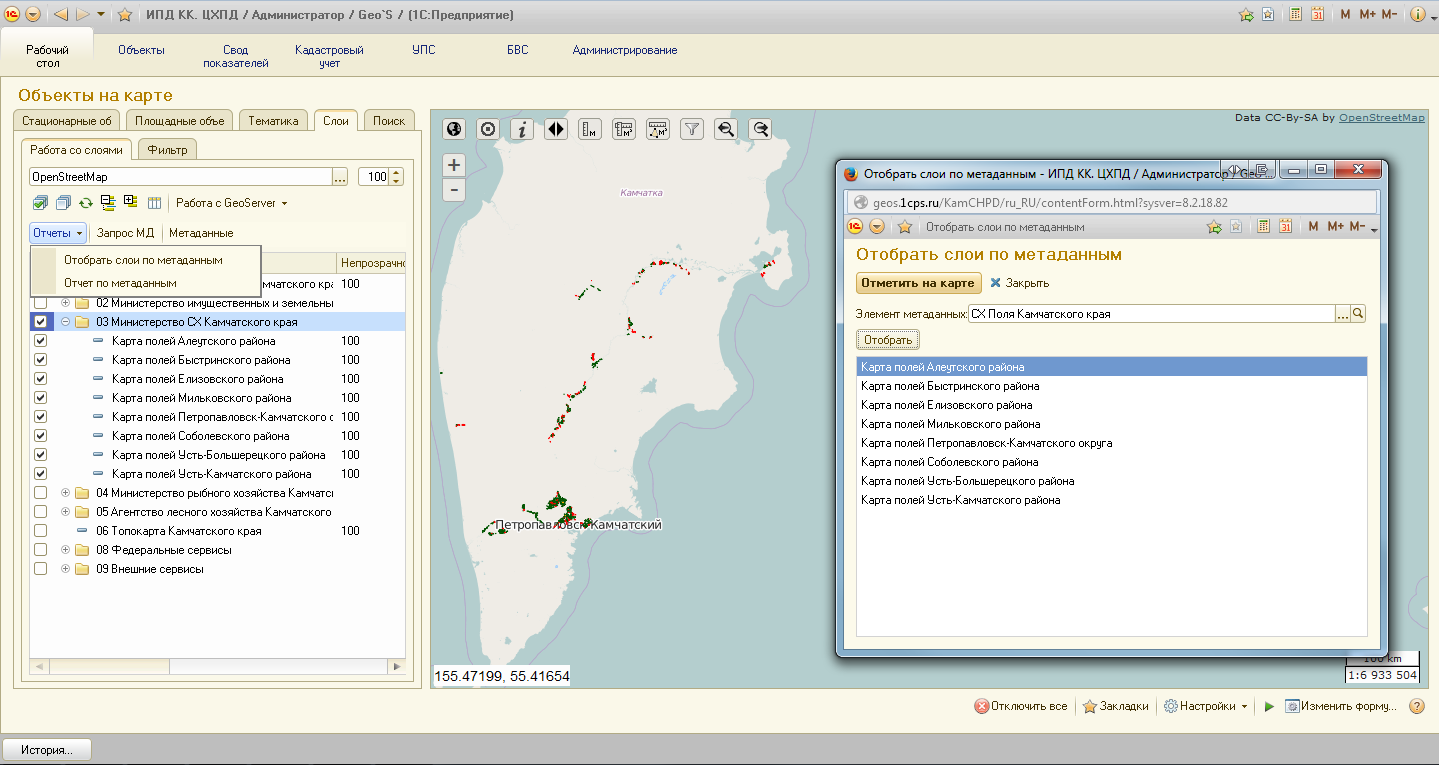 ИПД КК. ЦХПД / Администратор / Geo`S / (1С:Предприятие)
M M+ M-
Рабочий стол
Объекты
Свод показателей
Кадастровый учет
УПС
БВС
Администрирование
Объекты на карте
Стационарные об
Площадные объе
Тематика
Слои
Поиск
Работа со слоями
Фильтр
OpenStreetMap
...
100
Работа с GeoServer
Отчеты
Запрос МД
Метаданные
Отобрать слои по метаданным
Отчет по метаданным
Непрозрачно
мчатского кра 100
02 Министерство имущественных и земельны
03 Министерство СХ Камчатского края
Карта полей Алеутского района 100
Карта полей Быстринского района 100
Карта полей Елизовского района 100
Карта полей Мильковского района 100
Карта полей Петропавловск-Камчатского о 100
Карта полей Соболевского района 100
Карта полей Усть-Большерецкого района 100
Карта полей Усть-Камчатского района 100
04 Министерство рыбного хозяйства Камчатс
05 Агентство лесного хозяйства Камчатского
06 Топокарта Камчатского края 100
08 Федеральные сервисы
09 Внешние сервисы
Data CC-By-SA by OpenStreetMap
+
-
Камчатка
Петропавловск-Камчатский
155.47199, 55.41654
100 km
1:6 933 504
Отобрать слои по метаданным - ИПД КК. ЦХПД / Администратор / Geo...
geos.1cps.ru/KamCHPD/ru_RU/contentForm.html?sysver=8.2.18.82
Отобрать слои по метаданным
M M+ M-
Отобрать слои по метаданным
Отметить на карте
Закрыть
Элемент метаданных:
СХ Поля Камчатского края
...
Отобрать
Карта полей Алеутского района
Карта полей Быстринского района
Карта полей Елизовского района
Карта полей Мильковского района
Карта полей Петропавловск-Камчатского округа
Карта полей Соболевского района
Карта полей Усть-Большерецкого района
Карта полей Усть-Камчатского района
Отключить все
Закладки
Настройки
Изменить форму...
История...